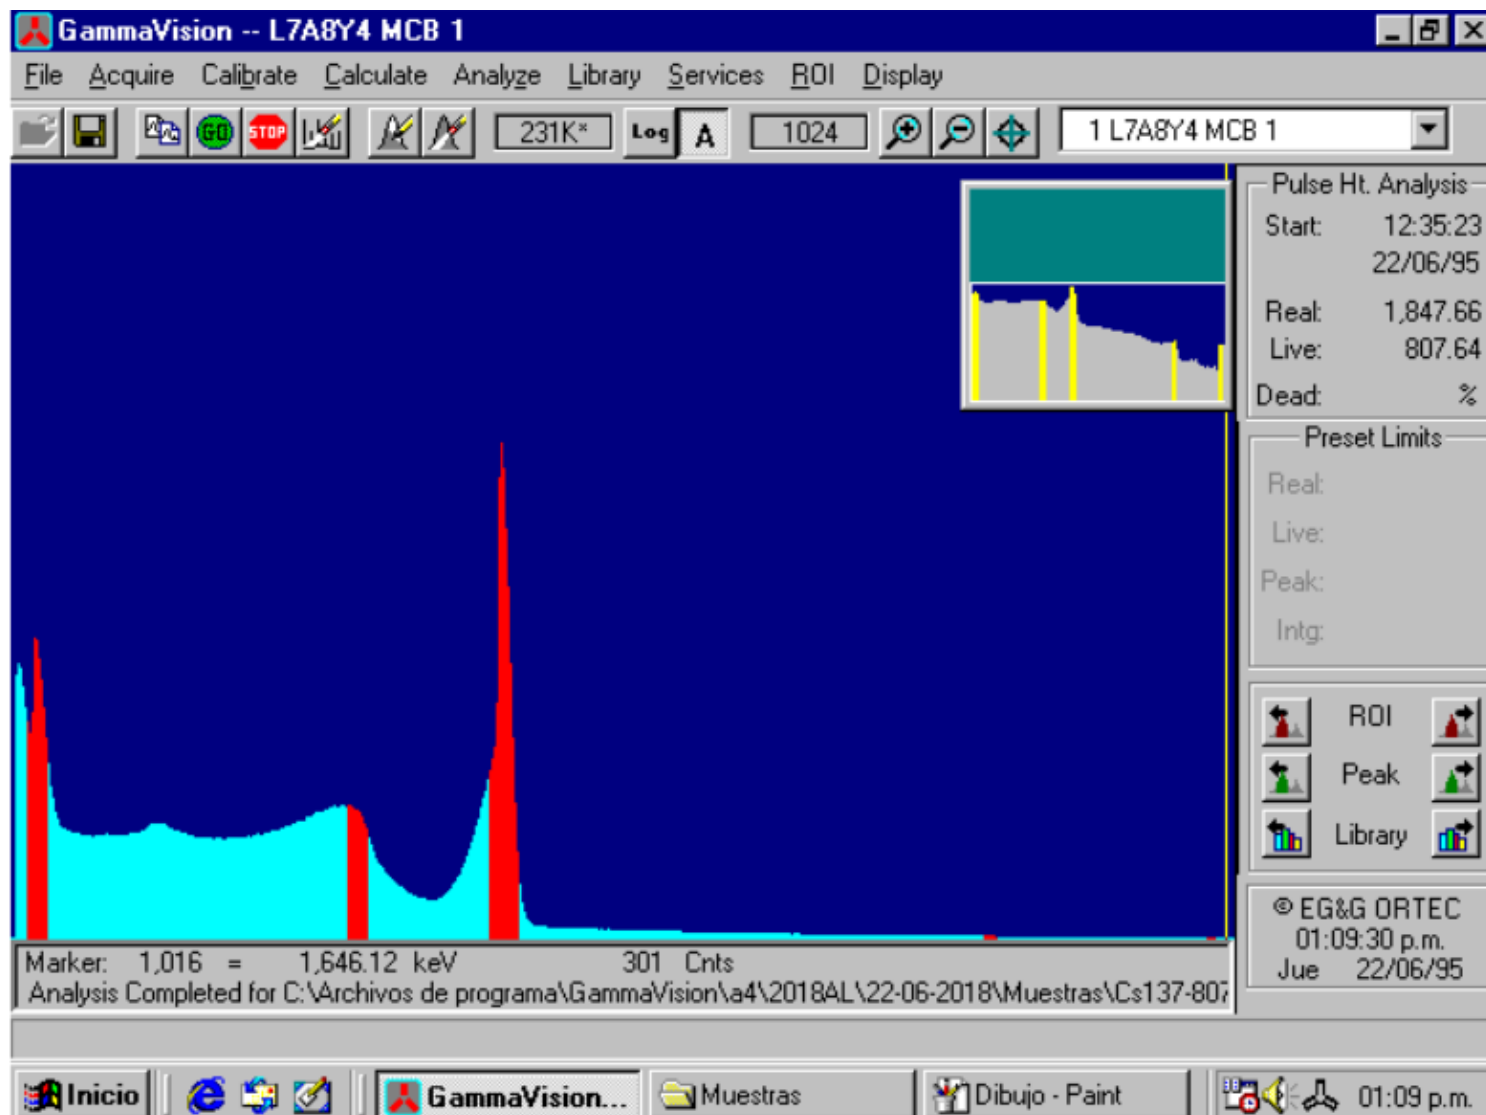 GammaVision -- L7A8Y4 MCB 1
File Acquire Calibrate Calculate Analyze Library Services ROI Display
GO STOP 231K* Log A 1024 1 L7A8Y4 MCB 1
Pulse Ht. Analysis
Start: 12:35:23
22/06/95
Real: 1,847.66
Live: 807.64
Dead: %
Preset Limits
Real:
Live:
Peak:
Intg:
ROI
Peak
Library
© EG&G ORTEC
01:09:30 p.m.
Jue 22/06/95
Marker: 1,016 = 1,646.12 keV 301 Cnts
Analysis Completed for C:\Archivos de programa\GammaVision\a4\2018AL\22-06-2018\Muestras\Cs137-807
Inicio GammaVision... Muestras Dibujo - Paint 01:09 p.m.